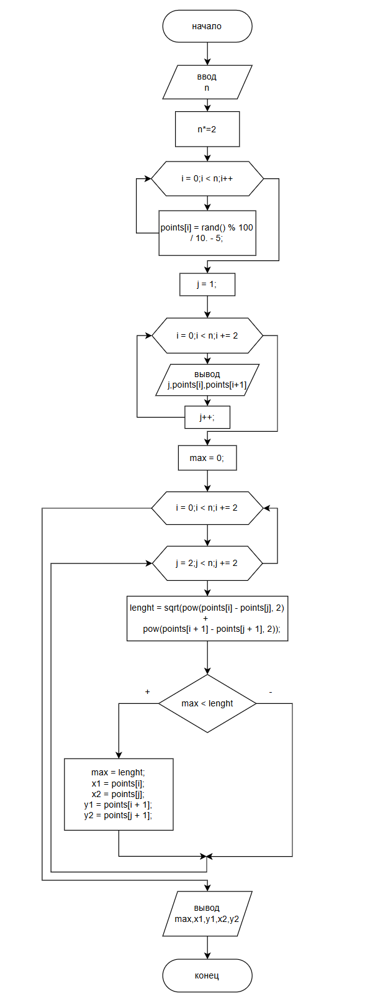 начало
ввод
n
n*=2
i = 0;i < n;i++
points[i] = rand() % 100
/ 10. - 5;
j = 1;
i = 0;i < n;i += 2
вывод
j,points[i],points[i+1]
j++;
max = 0;
i = 0;i < n;i += 2
j = 2;j < n;j += 2
lenght = sqrt(pow(points[i] - points[j], 2)
+
pow(points[i + 1] - points[j + 1], 2));
+
-
max < lenght
max = lenght;
x1 = points[i];
x2 = points[j];
y1 = points[i + 1];
y2 = points[j + 1];
вывод
max,x1,y1,x2,y2
конец